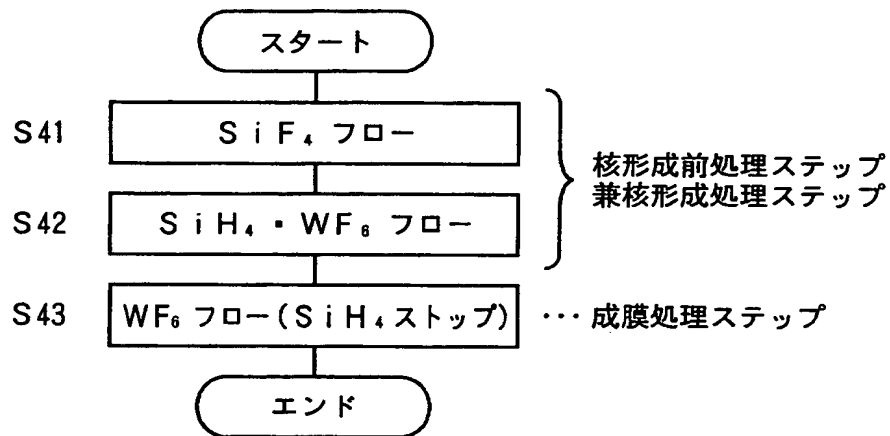 スタート
S41 SiF₄ フロー
核形成前処理ステップ
兼核形成処理ステップ
S42 SiH₄・WF₆ フロー
S43 WF₆ フロー(SiH₄ストップ) ・・・ 成膜処理ステップ
エンド